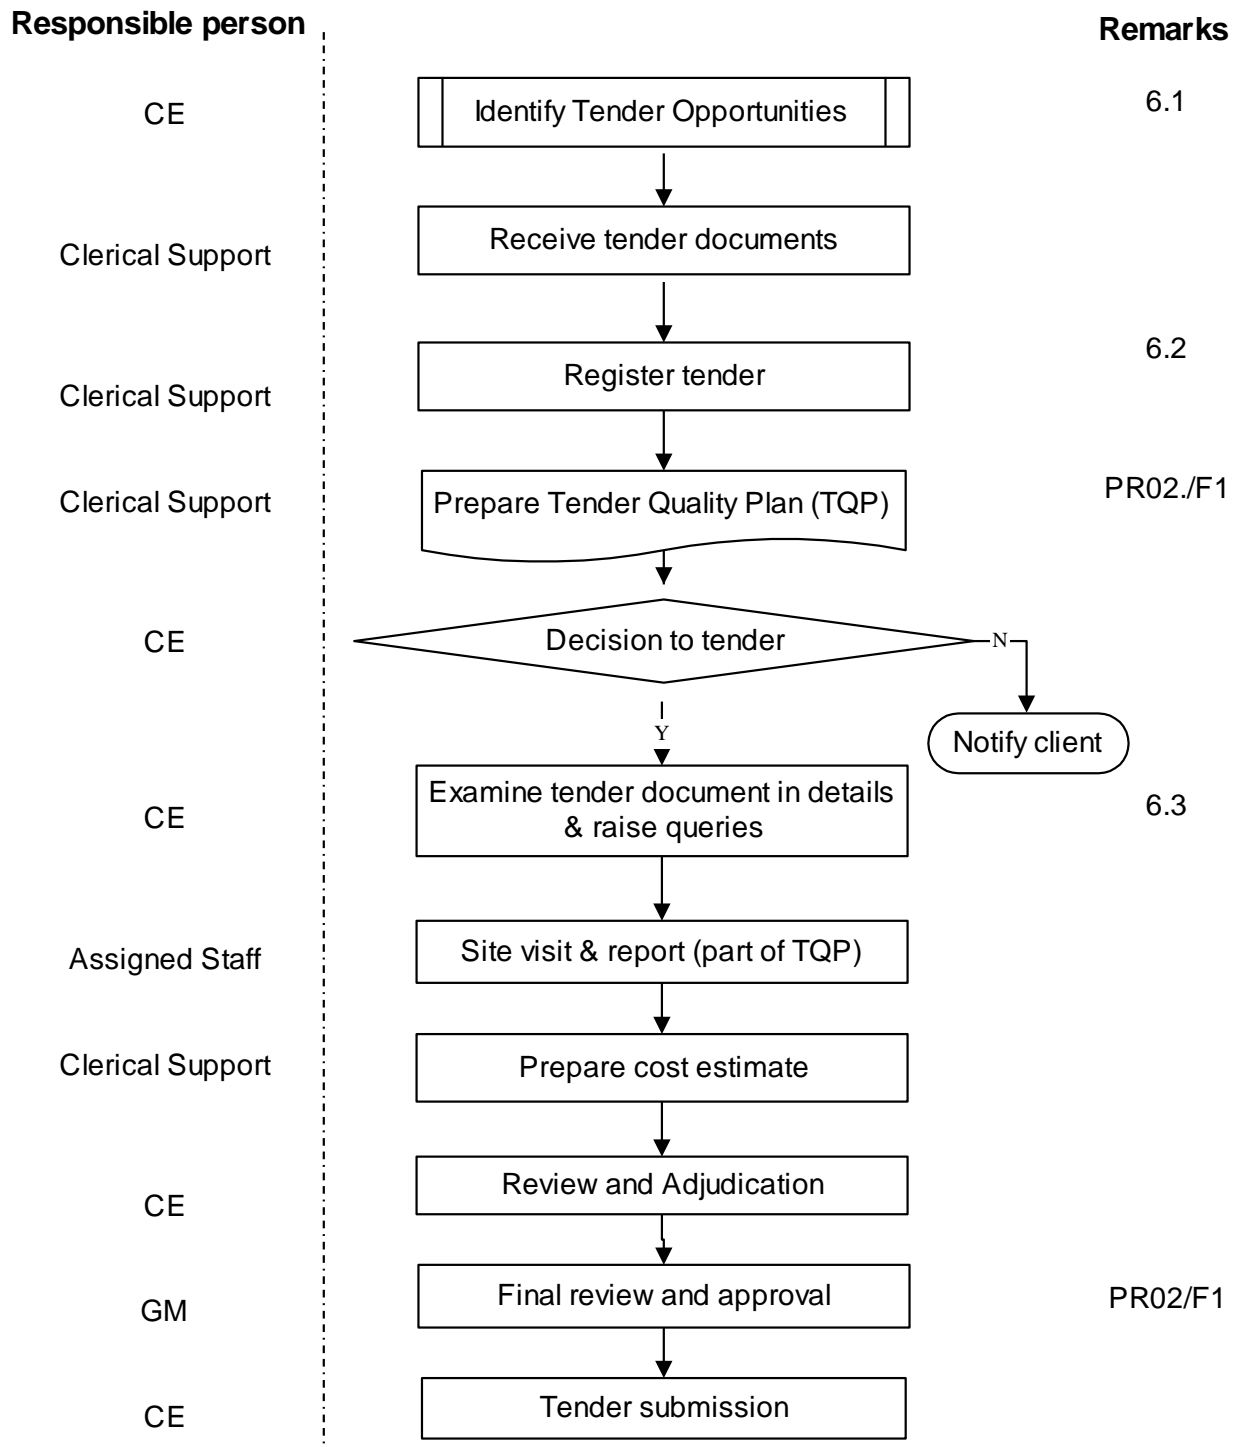 Responsible person
Remarks
CE
Identify Tender Opportunities
6.1
Clerical Support
Receive tender documents
Clerical Support
Register tender
6.2
Clerical Support
Prepare Tender Quality Plan (TQP)
PR02./F1
CE
Decision to tender
N
Y
Notify client
CE
Examine tender document in details
& raise queries
6.3
Assigned Staff
Site visit & report (part of TQP)
Clerical Support
Prepare cost estimate
CE
Review and Adjudication
GM
Final review and approval
PR02/F1
CE
Tender submission